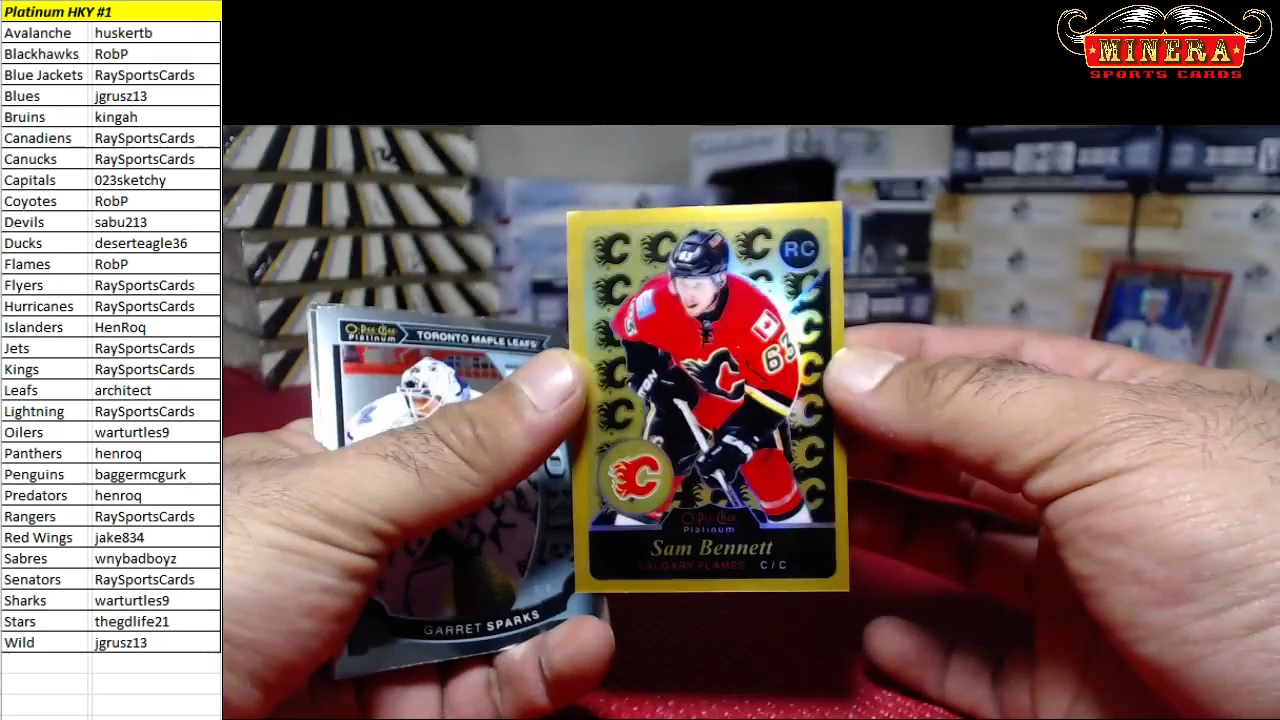 Platinum HKY #1
Avalanche huskertb
Blackhawks RobP
Blue Jackets RaySportsCards
Blues jgrusz13
Bruins kingah
Canadiens RaySportsCards
Canucks RaySportsCards
Capitals 023sketchy
Coyotes RobP
Devils sabu213
Ducks deserteagle36
Flames RobP
Flyers RaySportsCards
Hurricanes RaySportsCards
Islanders HenRoq
Jets RaySportsCards
Kings RaySportsCards
Leafs architect
Lightning RaySportsCards
Oilers warturtles9
Panthers henroq
Penguins baggermcgurk
Predators henroq
Rangers RaySportsCards
Red Wings jake834
Sabres wnybadboyz
Senators RaySportsCards
Sharks warturtles9
Stars thegdlife21
Wild jgrusz13
MINERA
SPORTS CARDS
O-Pee-Chee
Platinum
TORONTO MAPLE LEAFS
GARRET SPARKS
RC
63
O-Pee-Chee
Platinum
Sam Bennett
CALGARY FLAMES C / C